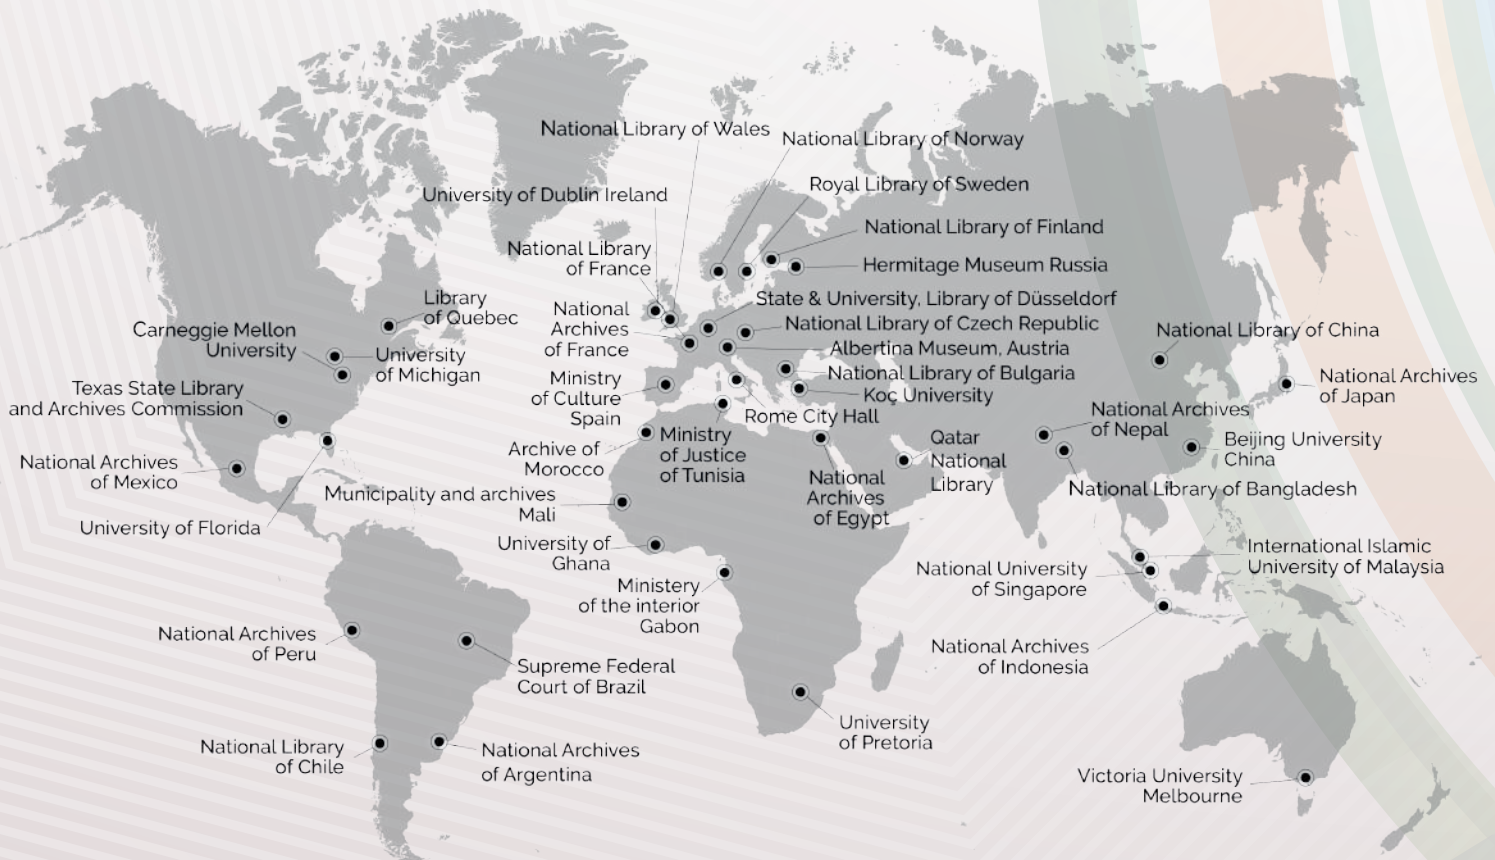 National Library of Wales
National Library of Norway
Royal Library of Sweden
University of Dublin Ireland
National Library of Finland
National Library
of France
Hermitage Museum Russia
Library
of Quebec
National
Archives
of France
State & University, Library of Düsseldorf
National Library of Czech Republic
Carneggie Mellon
University
University
of Michigan
Albertina Museum, Austria
National Library of China
Ministry
of Culture
Spain
National Library of Bulgaria
Koç University
National Archives
of Japan
Texas State Library
and Archives Commission
Rome City Hall
National Archives
of Nepal
Archive of
Morocco
Ministry
of Justice
of Tunisia
Qatar
National
Library
Beijing University
China
National Archives
of Mexico
National
Archives
of Egypt
National Library of Bangladesh
Municipality and archives
Mali
University of Florida
University of
Ghana
International Islamic
University of Malaysia
National University
of Singapore
Ministery
of the interior
Gabon
National Archives
of Peru
National Archives
of Indonesia
Supreme Federal
Court of Brazil
University
of Pretoria
National Library
of Chile
National Archives
of Argentina
Victoria University
Melbourne